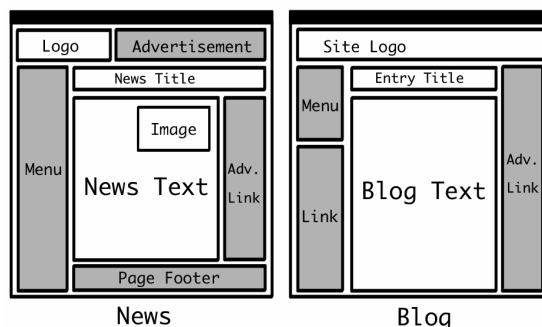 Logo
Advertisement
News Title
Image
Menu
News Text
Adv.
Link
Page Footer
News
Site Logo
Entry Title
Menu
Link
Blog Text
Adv.
Link
Blog